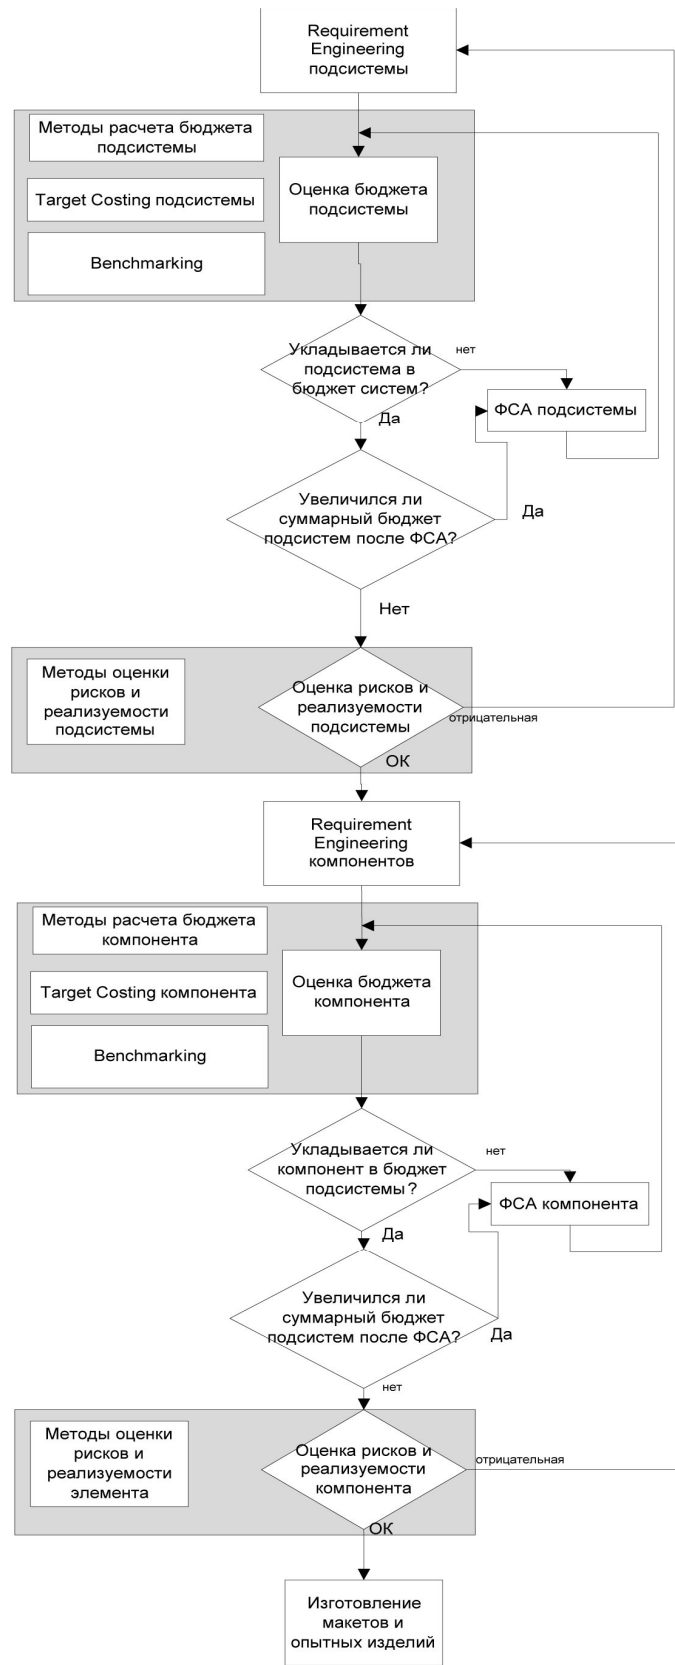 Requirement
Engineering
подсистемы
Методы расчета бюджета
подсистемы
Target Costing подсистемы
Benchmarking
Оценка бюджета
подсистемы
Укладывается ли
подсистема в
бюджет систем?
нет
ФСА подсистемы
Да
Увеличился ли
суммарный бюджет
подсистем после ФСА?
Да
Нет
Методы оценки
рисков и
реализуемости
подсистемы
Оценка рисков и
реализуемости
подсистемы
отрицательная
ОК
Requirement
Engineering
компонентов
Методы расчета бюджета
компонента
Target Costing компонента
Benchmarking
Оценка бюджета
компонента
Укладывается ли
компонент в бюджет
подсистемы?
нет
ФСА компонента
Да
Увеличился ли
суммарный бюджет
подсистем после ФСА?
Да
нет
Методы оценки
рисков и
реализуемости
элемента
Оценка рисков и
реализуемости
компонента
отрицательная
ОК
Изготовление
макетов и
опытных изделий